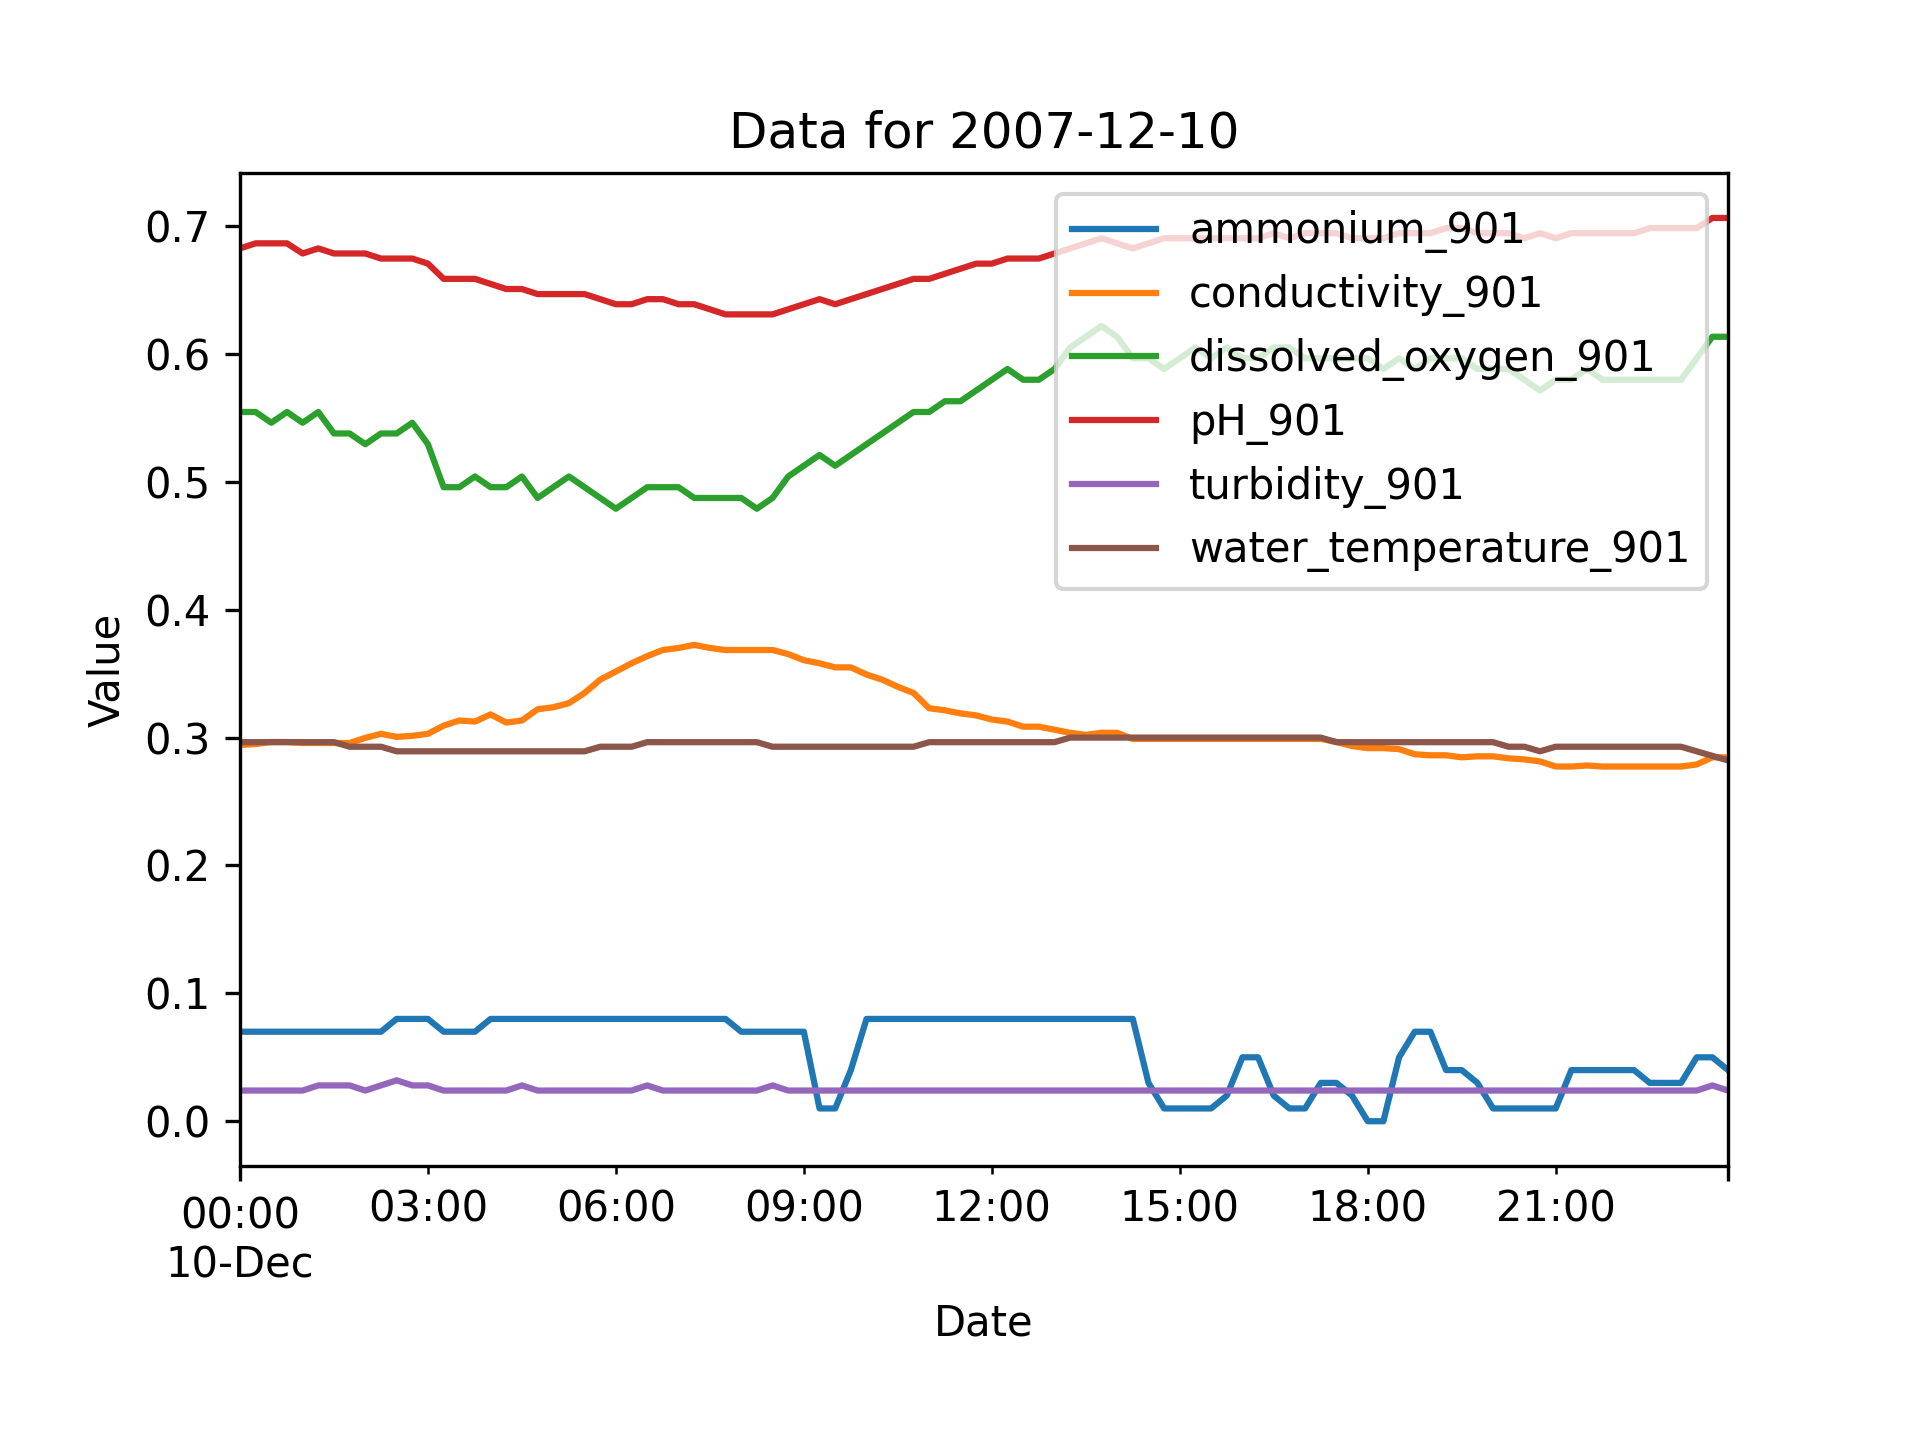 Data for 2007-12-10
ammonium_901
conductivity_901
dissolved_oxygen_901
pH_901
turbidity_901
water_temperature_901
Value
0.7
0.6
0.5
0.4
0.3
0.2
0.1
0.0
00:00 03:00 06:00 09:00 12:00 15:00 18:00 21:00
10-Dec
Date